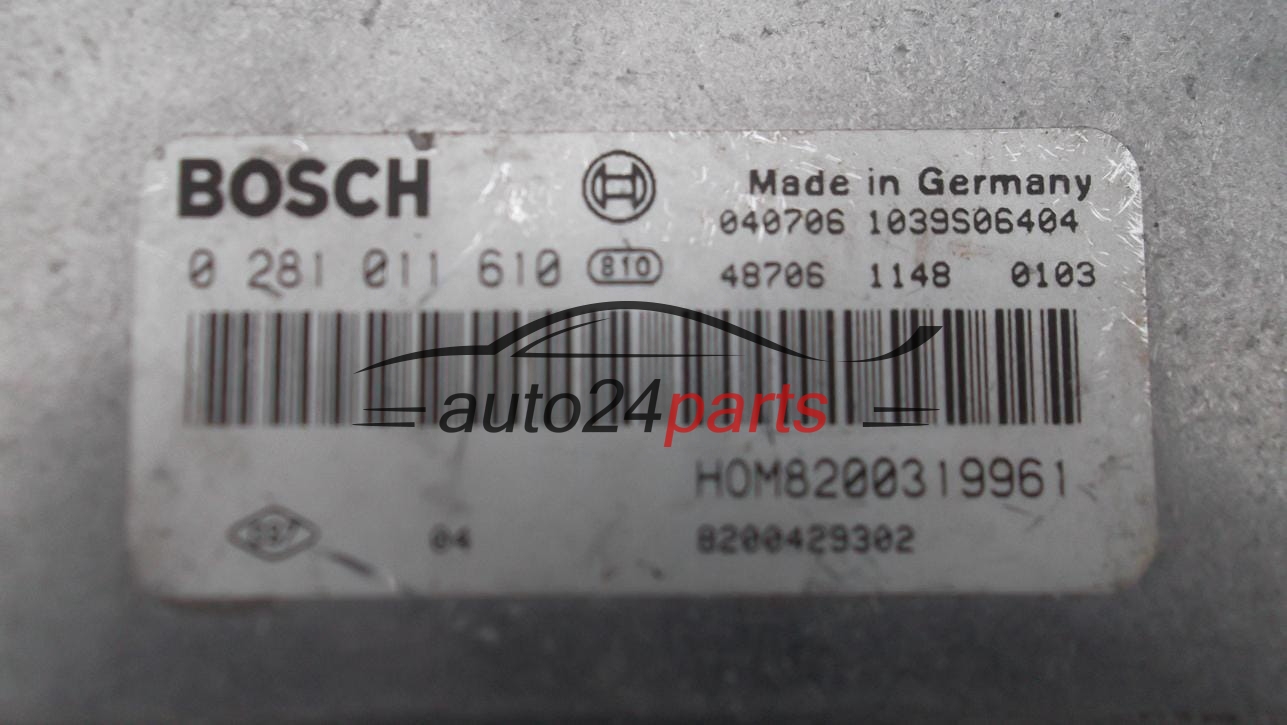 BOSCH
Made in Germany
040706 1039S06404
0 281 011 610 810 48706 1148 0103
auto24parts
HOM8200319961
04 8200429302